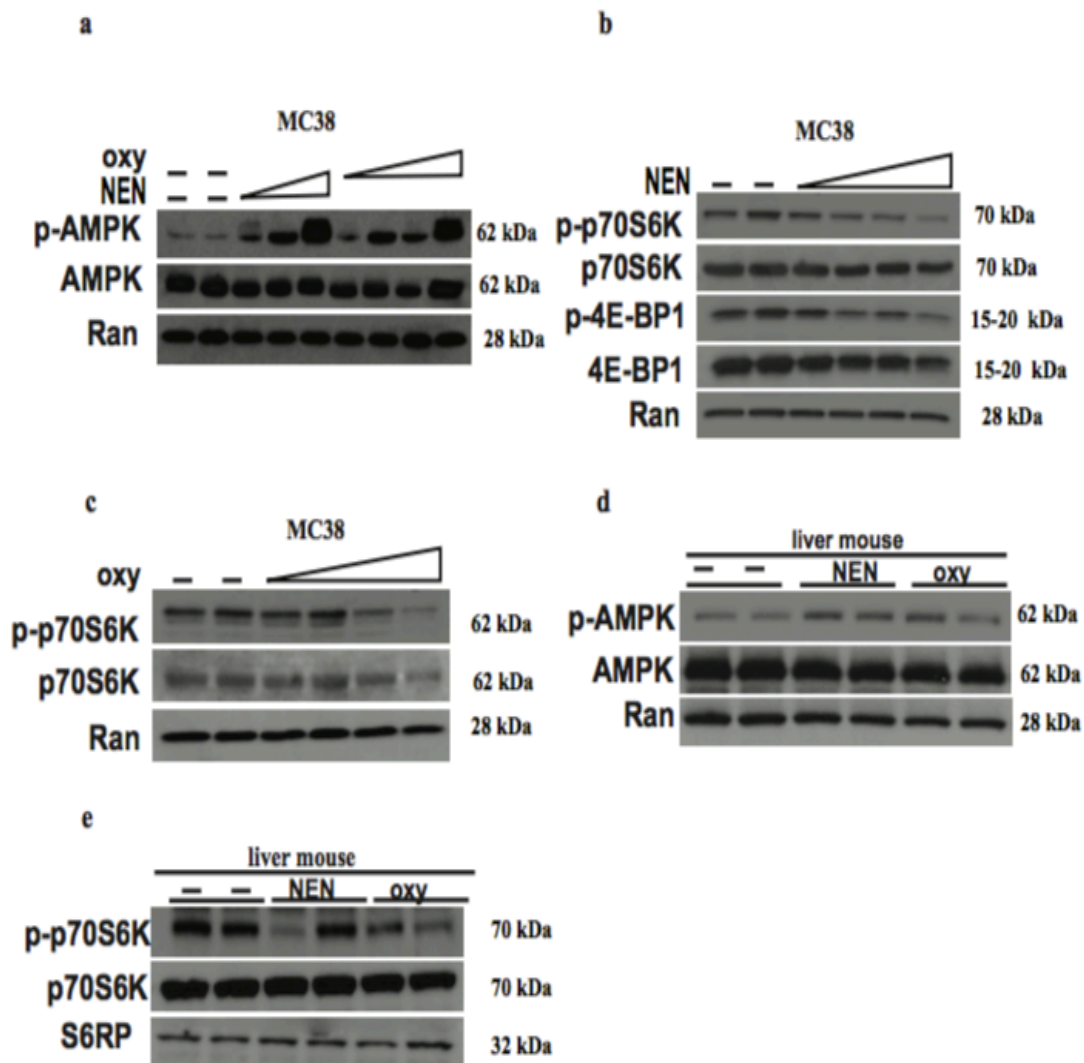 a
MC38
oxy – –
NEN – –
p-AMPK 62 kDa
AMPK 62 kDa
Ran 28 kDa
b
MC38
NEN – –
p-p70S6K 70 kDa
p70S6K 70 kDa
p-4E-BP1 15-20 kDa
4E-BP1 15-20 kDa
Ran 28 kDa
c
MC38
oxy – –
p-p70S6K 62 kDa
p70S6K 62 kDa
Ran 28 kDa
d
liver mouse
– – NEN oxy
p-AMPK 62 kDa
AMPK 62 kDa
Ran 28 kDa
e
liver mouse
– – NEN oxy
p-p70S6K 70 kDa
p70S6K 70 kDa
S6RP 32 kDa